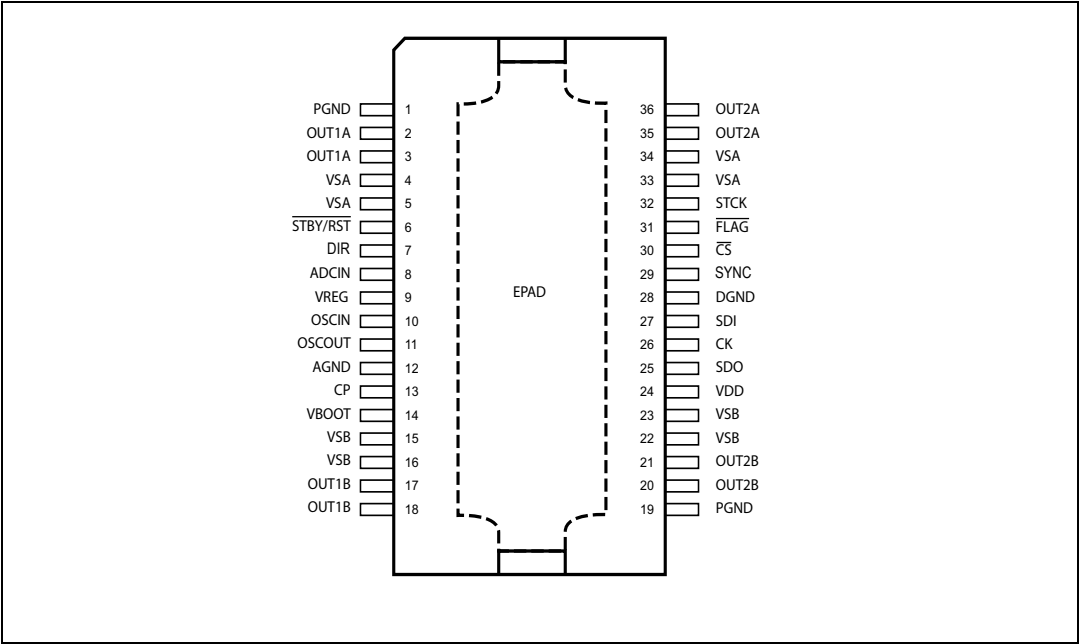 PGND 1 36 OUT2A
OUT1A 2 35 OUT2A
OUT1A 3 34 VSA
VSA 4 33 VSA
VSA 5 32 STCK
STBY/RST 6 31 FLAG
DIR 7 30 CS
ADCIN 8 29 SYNC
VREG 9 28 DGND
EPAD
OSCIN 10 27 SDI
OSCOUT 11 26 CK
AGND 12 25 SDO
CP 13 24 VDD
VBOOT 14 23 VSB
VSB 15 22 VSB
VSB 16 21 OUT2B
OUT1B 17 20 OUT2B
OUT1B 18 19 PGND